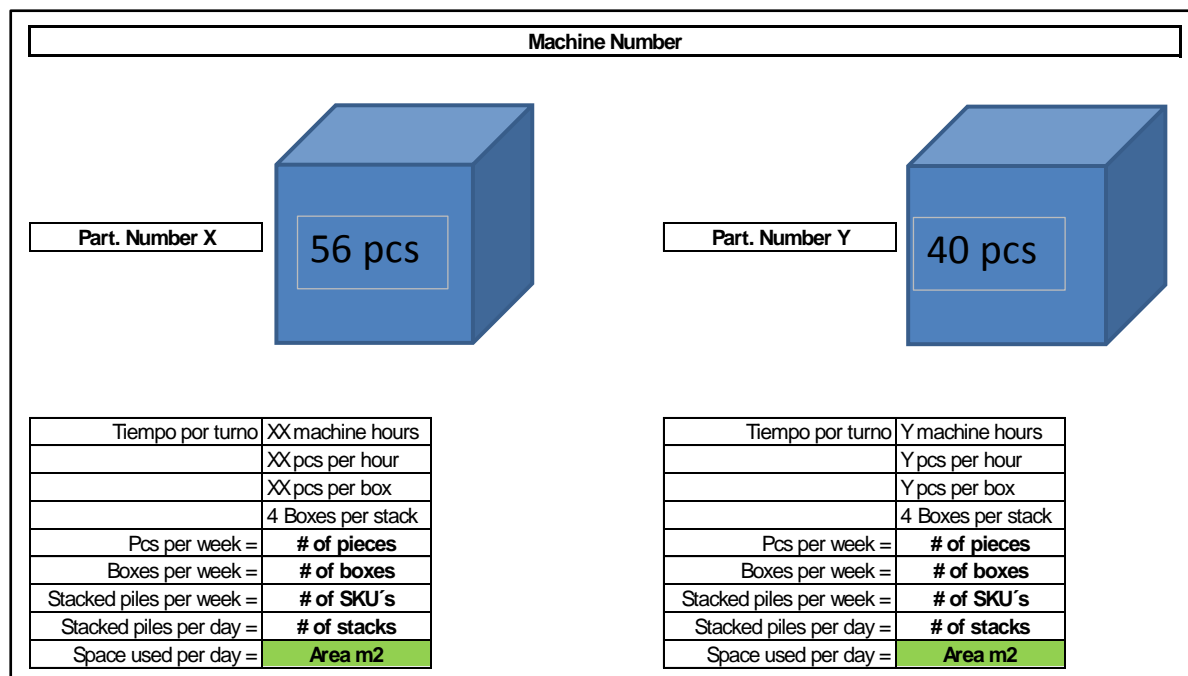 Machine Number
Part. Number X
56 pcs
Part. Number Y
40 pcs
Tiempo por turno XX machine hours
XX pcs per hour
XX pcs per box
4 Boxes per stack
Pcs per week = # of pieces
Boxes per week = # of boxes
Stacked piles per week = # of SKU´s
Stacked piles per day = # of stacks
Space used per day = Area m2
Tiempo por turno Y machine hours
Y pcs per hour
Y pcs per box
4 Boxes per stack
Pcs per week = # of pieces
Boxes per week = # of boxes
Stacked piles per week = # of SKU´s
Stacked piles per day = # of stacks
Space used per day = Area m2